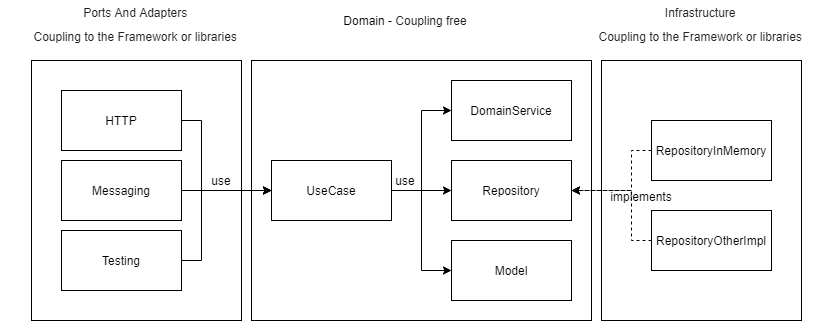 Ports And Adapters
Coupling to the Framework or libraries
Domain - Coupling free
Infrastructure
Coupling to the Framework or libraries
HTTP
Messaging
Testing
use
UseCase
use
DomainService
Repository
Model
implements
RepositoryInMemory
RepositoryOtherImpl